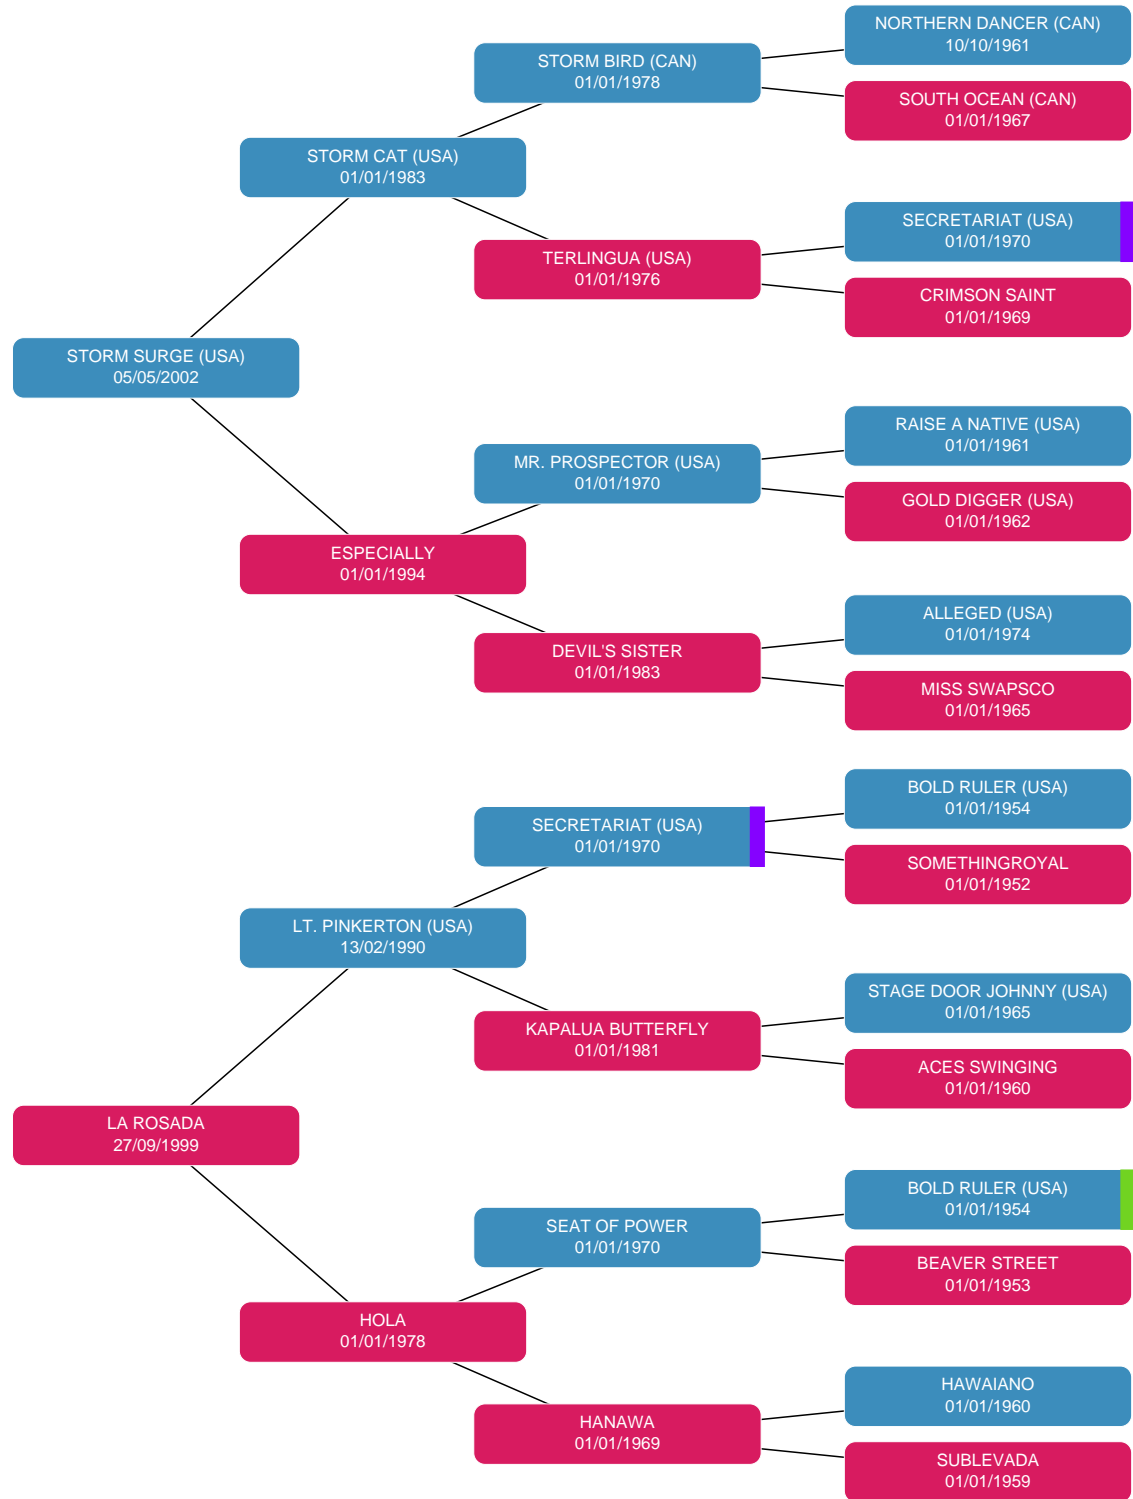 NORTHERN DANCER (CAN)
10/10/1961
STORM BIRD (CAN)
01/01/1978
SOUTH OCEAN (CAN)
01/01/1967
STORM CAT (USA)
01/01/1983
SECRETARIAT (USA)
01/01/1970
TERLINGUA (USA)
01/01/1976
CRIMSON SAINT
01/01/1969
STORM SURGE (USA)
05/05/2002
RAISE A NATIVE (USA)
01/01/1961
MR. PROSPECTOR (USA)
01/01/1970
GOLD DIGGER (USA)
01/01/1962
ESPECIALLY
01/01/1994
ALLEGED (USA)
01/01/1974
DEVIL'S SISTER
01/01/1983
MISS SWAPSCO
01/01/1965
BOLD RULER (USA)
01/01/1954
SECRETARIAT (USA)
01/01/1970
SOMETHINGROYAL
01/01/1952
LT. PINKERTON (USA)
13/02/1990
STAGE DOOR JOHNNY (USA)
01/01/1965
KAPALUA BUTTERFLY
01/01/1981
ACES SWINGING
01/01/1960
LA ROSADA
27/09/1999
BOLD RULER (USA)
01/01/1954
SEAT OF POWER
01/01/1970
BEAVER STREET
01/01/1953
HOLA
01/01/1978
HAWAIANO
01/01/1960
HANAWA
01/01/1969
SUBLEVADA
01/01/1959